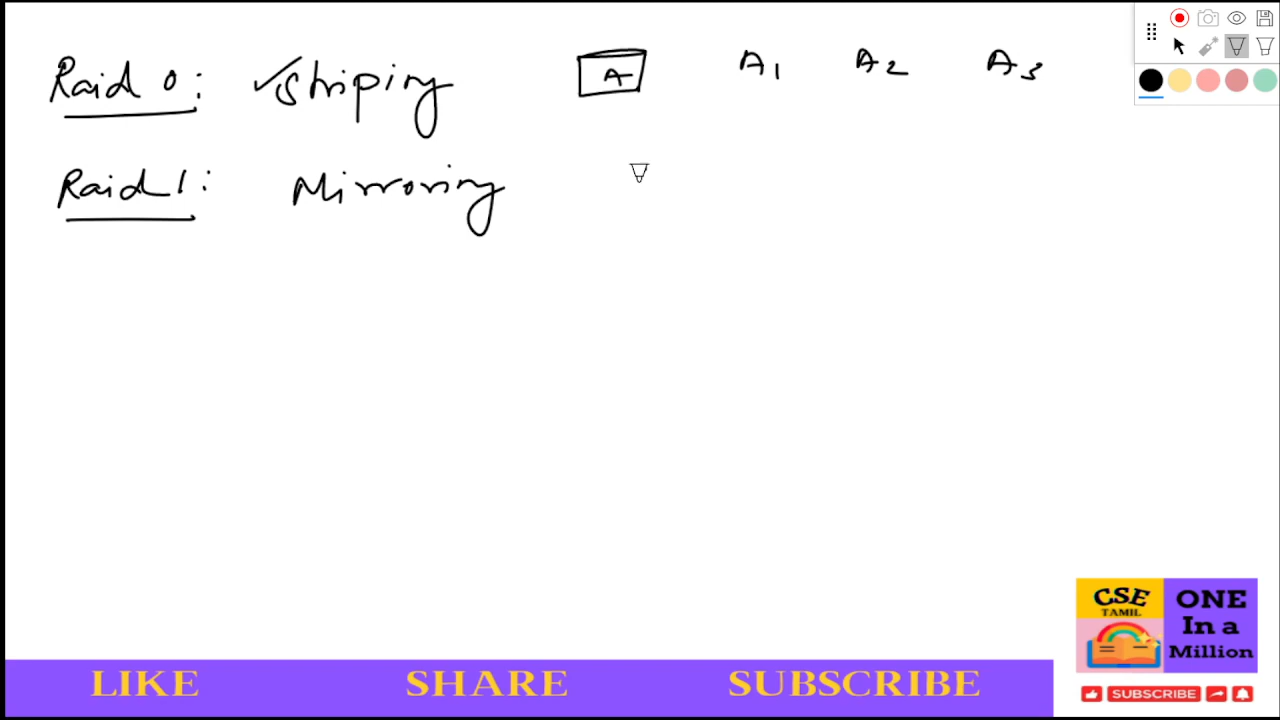 Raid 0: ✓Striping A A1 A2 A3
Raid 1: Mirroring
CSE TAMIL
ONE In a Million
SUBSCRIBE
LIKE SHARE SUBSCRIBE